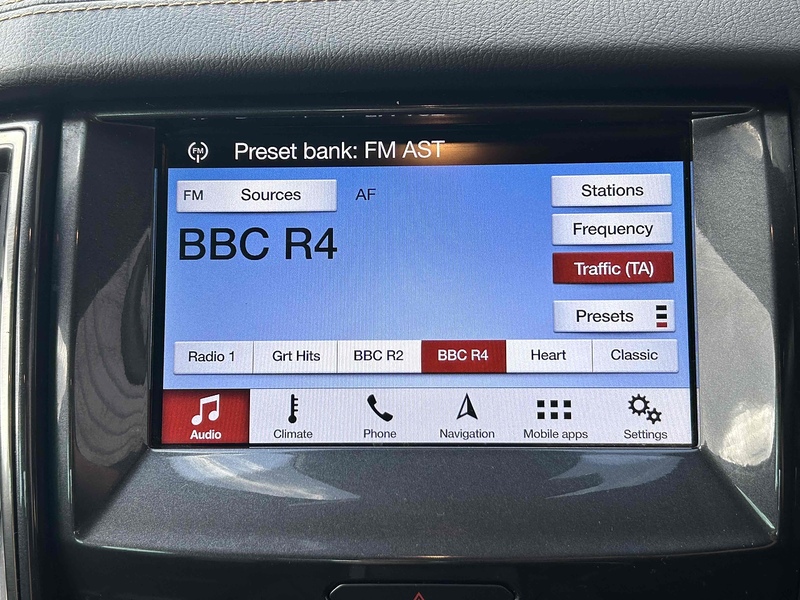 FM
Preset bank: FM AST
FM Sources
AF
Stations
BBC R4
Frequency
Traffic (TA)
Presets
Radio 1
Grt Hits
BBC R2
BBC R4
Heart
Classic
Audio
Climate
Phone
Navigation
Mobile apps
Settings